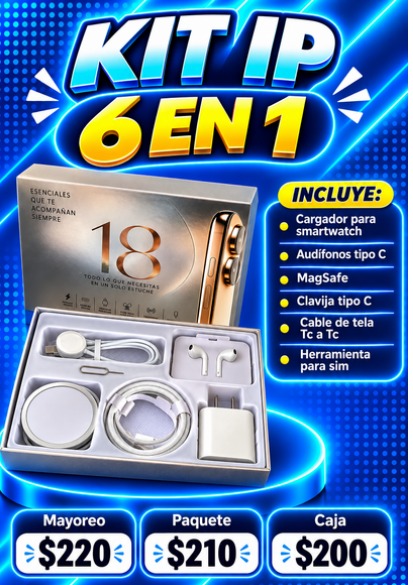 KIT IP
6 EN 1
ESENCIALES
QUE TE
ACOMPAÑAN
SIEMPRE
18
TODO LO QUE NECESITAS
EN UN SOLO ESTUCHE
INCLUYE:
Cargador para
smartwatch
Audífonos tipo C
MagSafe
Clavija tipo C
Cable de tela
Tc a Tc
Herramienta
para sim
Mayoreo
$220
Paquete
$210
Caja
$200